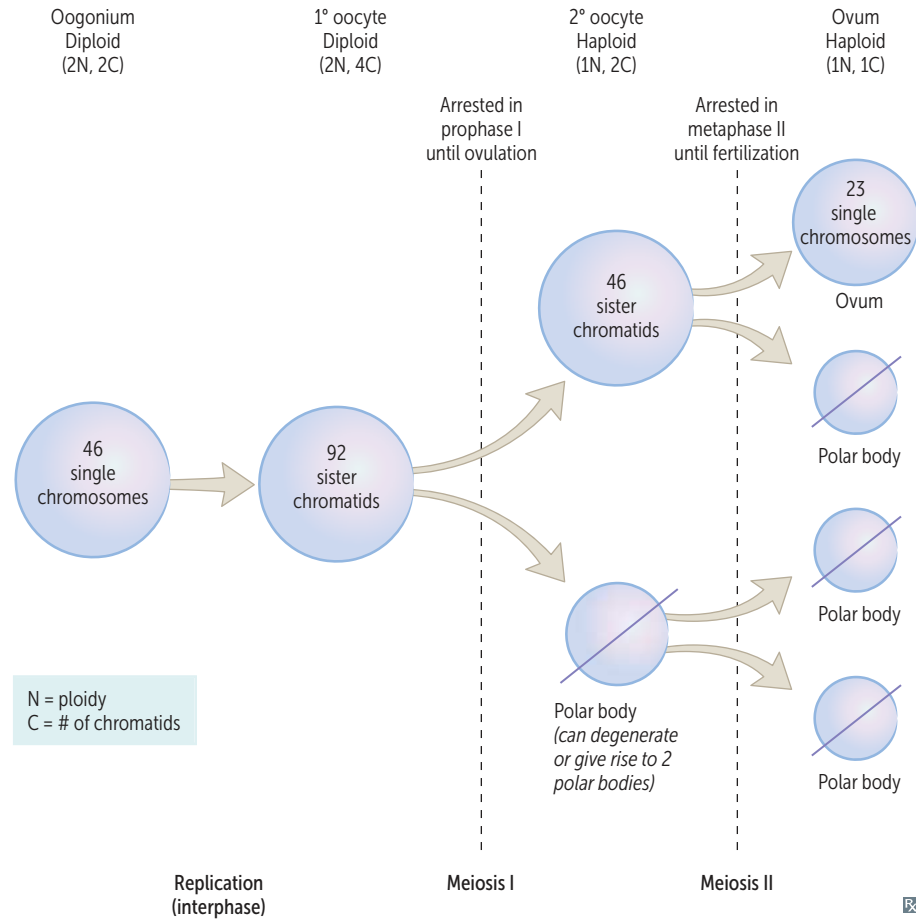 Oogonium
Diploid
(2N, 2C)
1° oocyte
Diploid
(2N, 4C)
2° oocyte
Haploid
(1N, 2C)
Ovum
Haploid
(1N, 1C)
Arrested in
prophase I
until ovulation
Arrested in
metaphase II
until fertilization
46
single
chromosomes
92
sister
chromatids
46
sister
chromatids
23
single
chromosomes
Ovum
Polar body
Polar body
Polar body
Polar body
(can degenerate
or give rise to 2
polar bodies)
N = ploidy
C = # of chromatids
Replication
(interphase)
Meiosis I
Meiosis II
Rx